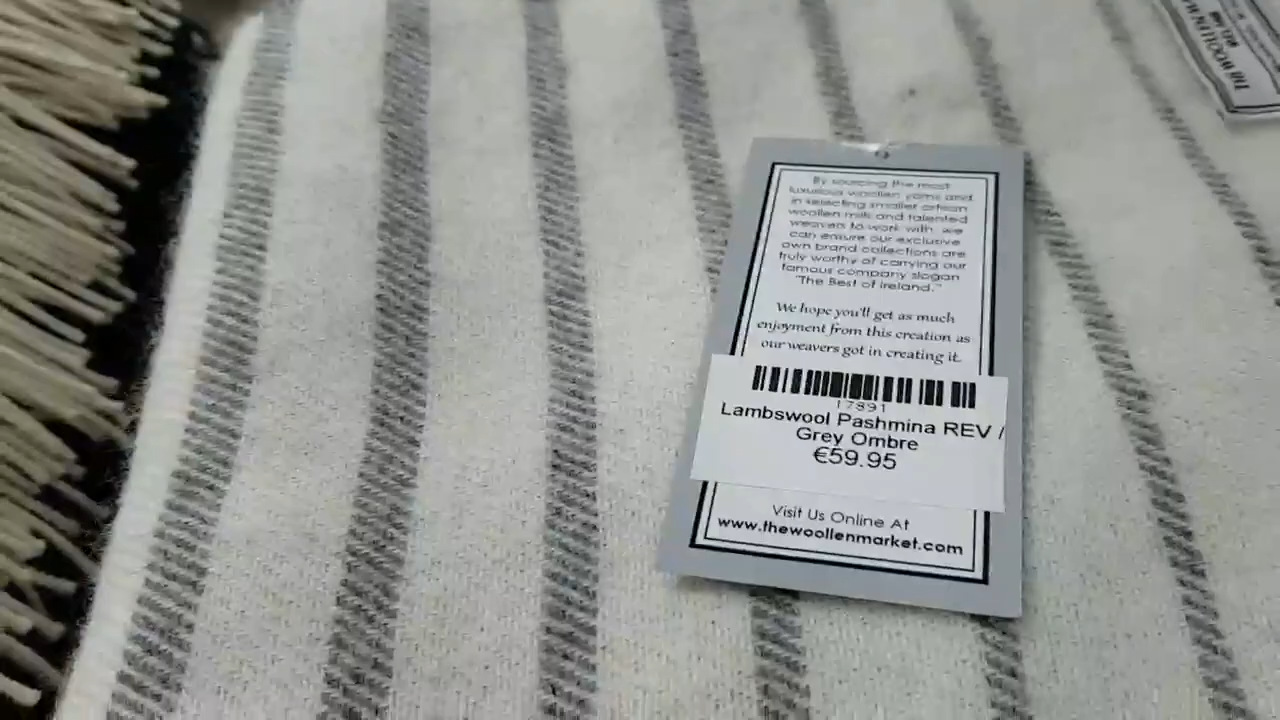 THE WOOLLEN
By sourcing the most
luxurious woollen yarns and
in selecting smaller artisan
woollen mills and talented
weavers to work with, we
can ensure our exclusive
own brand collections are
truly worthy of carrying our
famous company slogan
"The Best of Ireland."
We hope you'll get as much
enjoyment from this creation as
our weavers got in creating it.
17891
Lambswool Pashmina REV /
Grey Ombre
€59.95
Visit Us Online At
www.thewoollenmarket.com